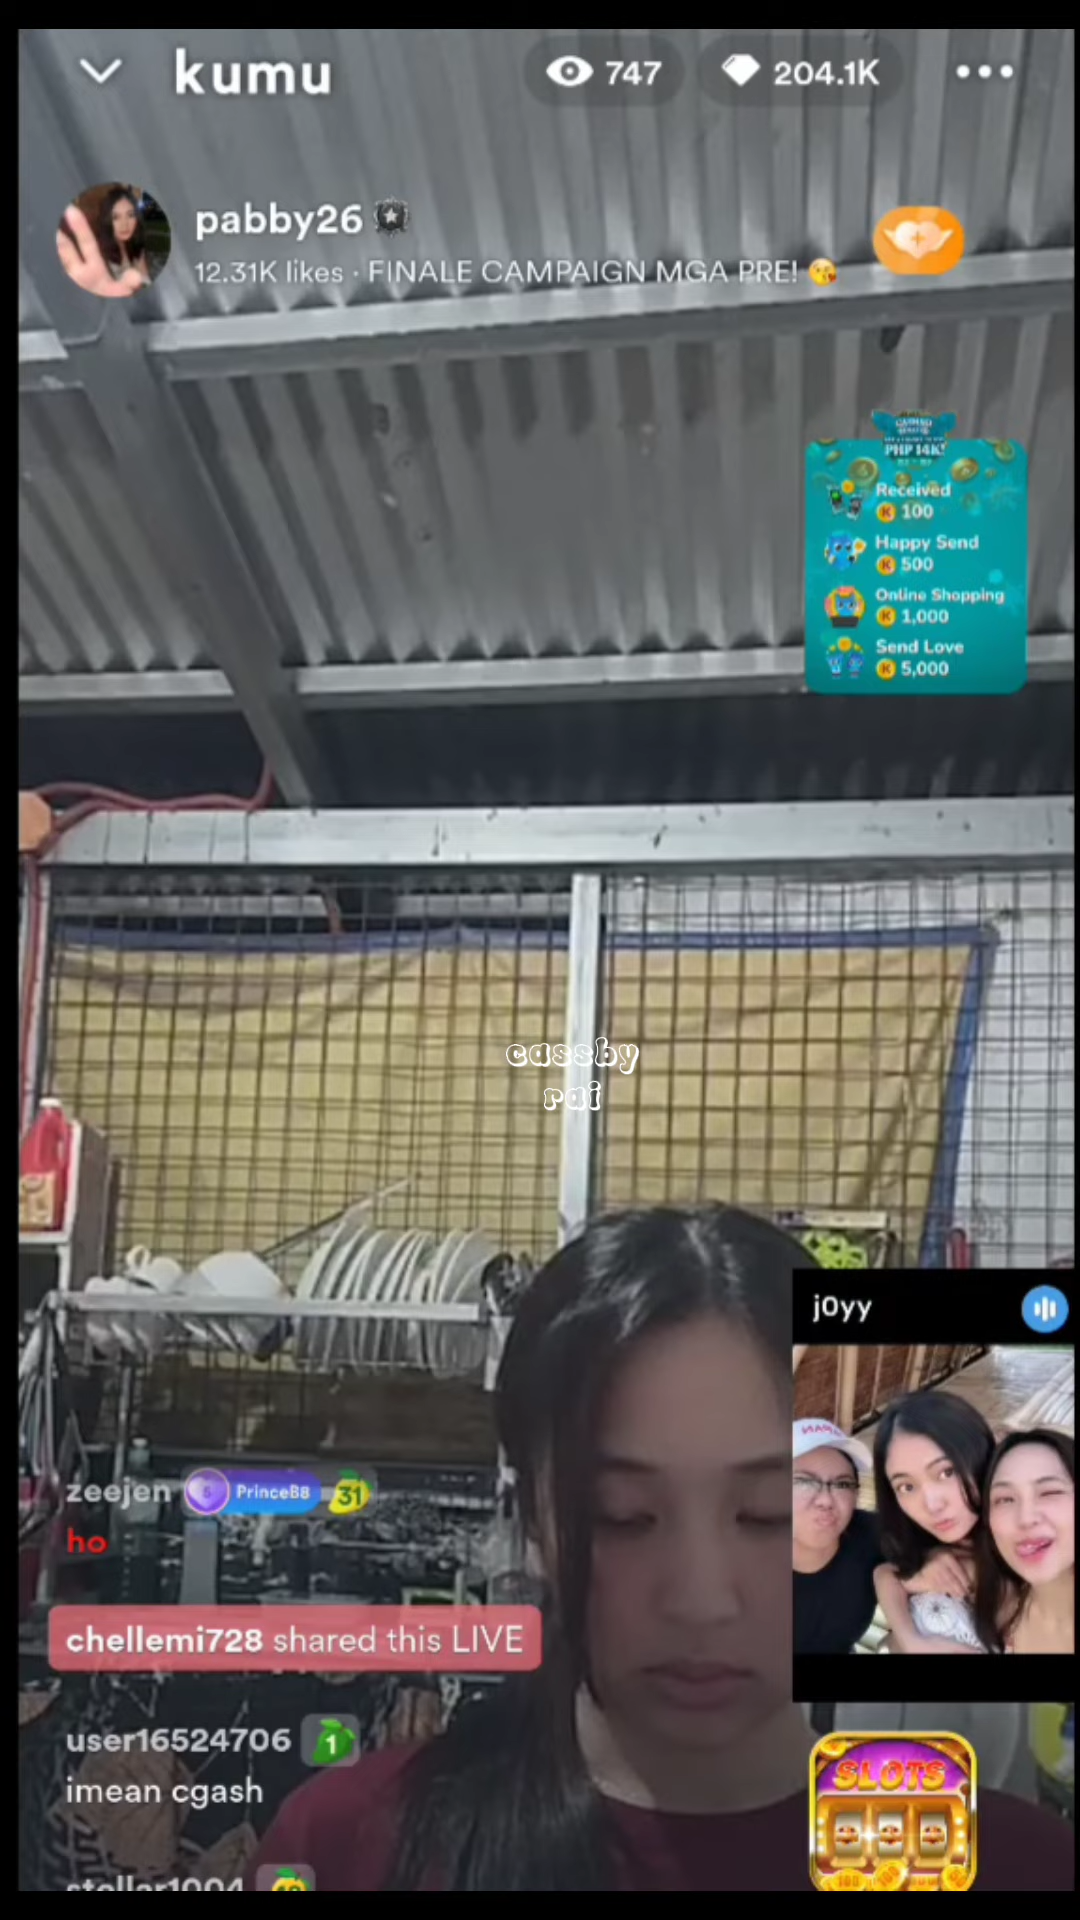 kumu
747
204.1K
pabby26
12.31K likes · FINALE CAMPAIGN MGA PRE! 😘
PHP 14K!
Received
K 100
Happy Send
K 500
Online Shopping
K 1,000
Send Love
K 5,000
cassby
rai
j0yy
zeejen PrinceBB 31
ho
chellemi728 shared this LIVE
user16524706 1
imean cgash
stellar1004
SLOTS